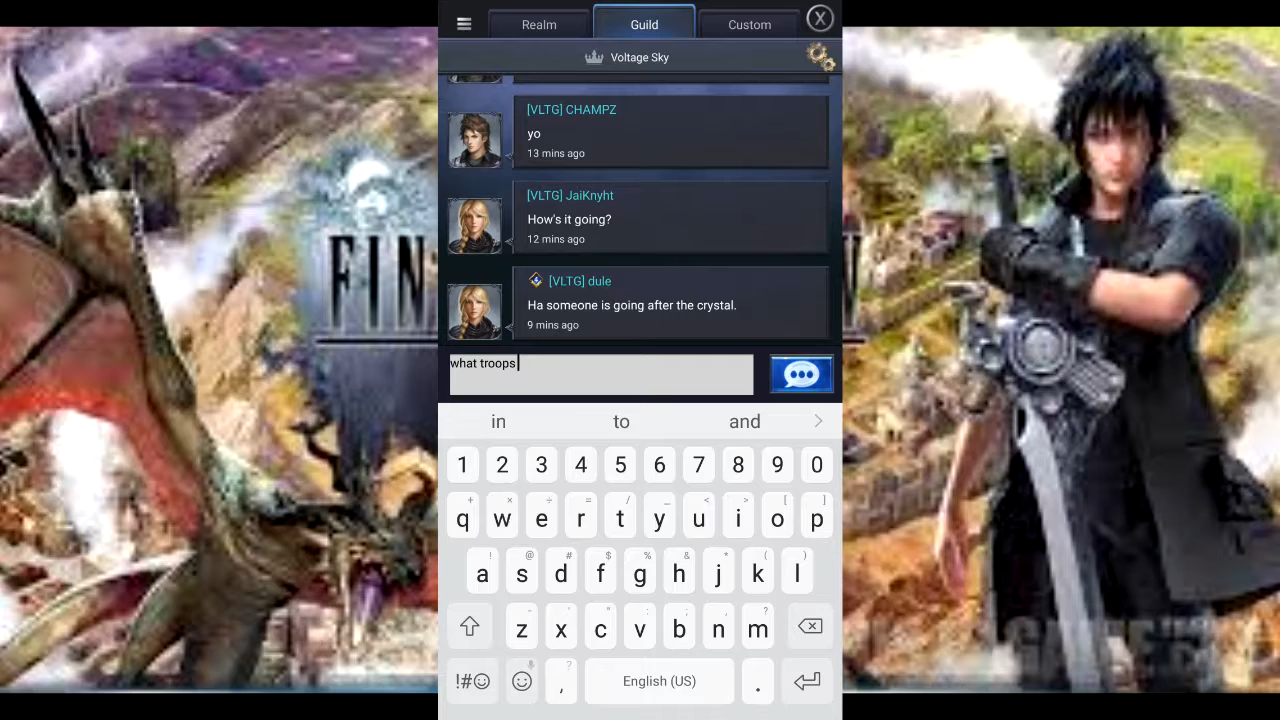 Realm Guild Custom X
Voltage Sky
[VLTG] CHAMPZ
yo
13 mins ago
[VLTG] JaiKnyht
How's it going?
12 mins ago
[VLTG] dule
Ha someone is going after the crystal.
9 mins ago
what troops
in to and
1 2 3 4 5 6 7 8 9 0
+ × ÷ = / _ < > [ ]
q w e r t y u i o p
! @ # $ % & * ( )
a s d f g h j k l
- ' " : ; , ?
z x c v b n m
!#☺ , ? English (US) .
FIN